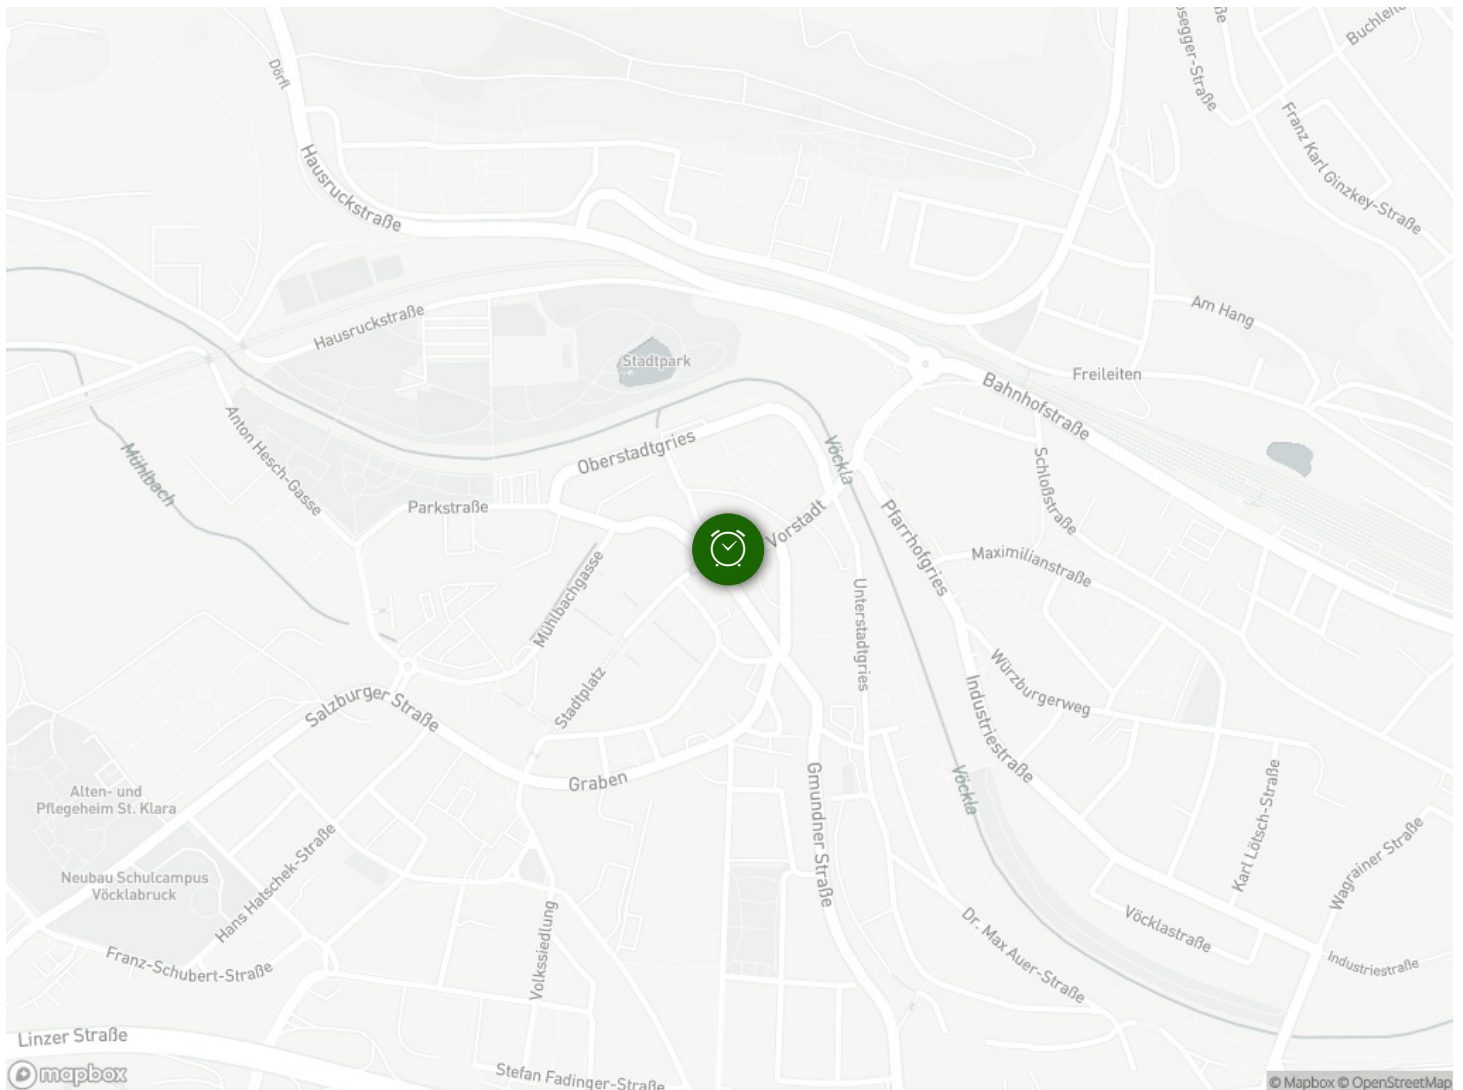 Dörfl
Hausruckstraße
Buchleite
Franz Karl Ginzkey-Straße
Am Hang
Hausruckstraße
Stadtpark
Freileiten
Bahnhofstraße
Anton Hesch-Gasse
Mühlbach
Oberstadtgries
Vöckla
Schloßstraße
Parkstraße
Vorstadt
Pfarrhofgries
Maximilianstraße
Mühlbachgasse
Unterstadtgries
Würzburgerweg
Stadtplatz
Salzburger Straße
Industriestraße
Graben
Gmundner Straße
Vöckla
Karl Lötsch-Straße
Alten- und
Pflegeheim St. Klara
Wagrainer Straße
Hans Hatschek-Straße
Neubau Schulcampus
Vöcklabruck
Vöcklastraße
Dr. Max Auer-Straße
Volkssiedlung
Franz-Schubert-Straße
Industriestraße
Linzer Straße
Stefan Fadinger-Straße
mapbox
© Mapbox © OpenStreetMap